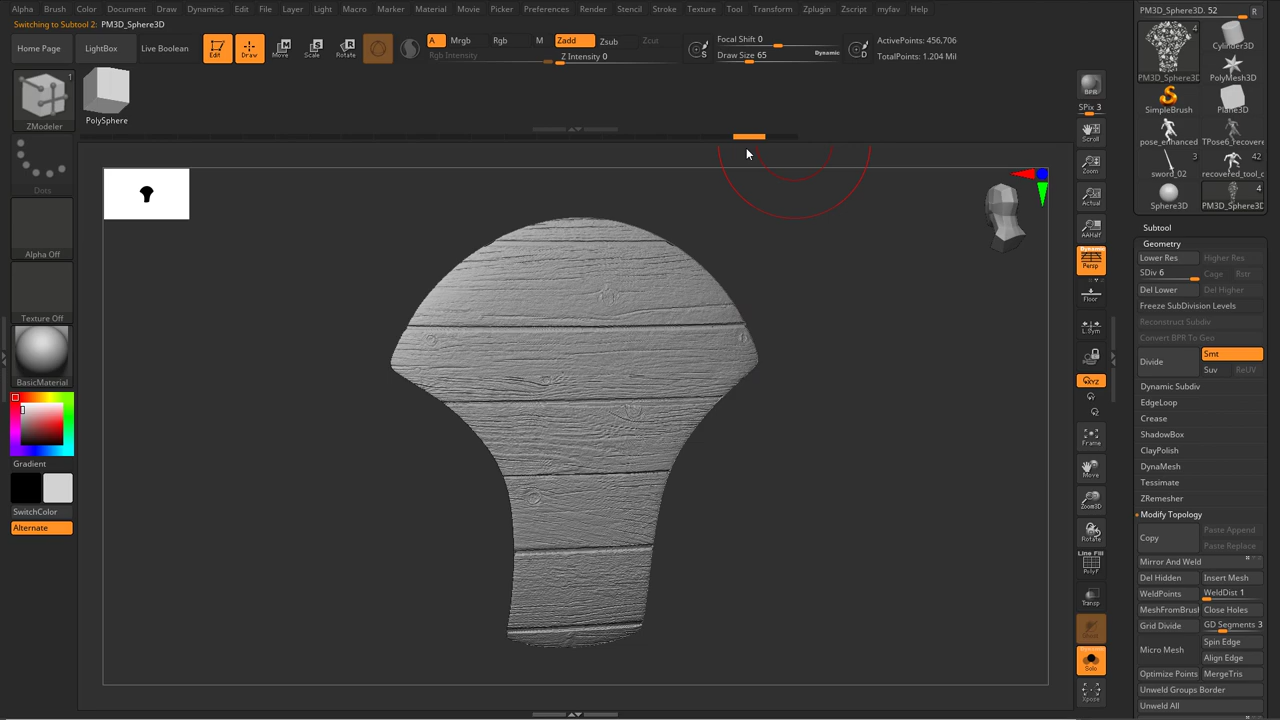 Alpha Brush Color Document Draw Dynamics Edit File Layer Light Macro Marker Material Movie Picker Preferences Render Stencil Stroke Texture Tool Transform Zplugin Zscript myfav Help
Switching to Subtool 2: PM3D_Sphere3D
Home Page
LightBox
Live Boolean
Edit
Draw
Move
Scale
Rotate
A
Mrgb
Rgb
M
Rgb Intensity
Zadd
Zsub
Zcut
Z Intensity 0
S
Focal Shift 0
Draw Size 65
Dynamic
D
ActivePoints: 456,706
TotalPoints: 1.204 Mil
1
ZModeler
PolySphere
Dots
Alpha Off
Texture Off
BasicMaterial
Gradient
SwitchColor
Alternate
BPR
SPix 3
Scroll
Zoom
Actual
AAHalf
Dynamic
Persp
Floor
L.Sym
XYZ
Frame
Move
Zoom3D
Rotate
Line Fill
PolyF
Transp
Solo
Xpose
PM3D_Sphere3D. 52
R
4
PM3D_Sphere3D
Cylinder3D
PolyMesh3D
SimpleBrush
Plane3D
pose_enhanced
TPose6_recovere
3
sword_02
42
recovered_tool_c
Sphere3D
4
PM3D_Sphere3D
Subtool
Geometry
Lower Res
Higher Res
SDiv 6
Cage
Rstr
Del Lower
Del Higher
Freeze SubDivision Levels
Reconstruct Subdiv
Convert BPR To Geo
Divide
Smt
Suv
ReUV
Dynamic Subdiv
EdgeLoop
Crease
ShadowBox
ClayPolish
DynaMesh
Tessimate
ZRemesher
Modify Topology
Copy
Paste Append
Paste Replace
Mirror And Weld
Del Hidden
Insert Mesh
WeldPoints
WeldDist 1
MeshFromBrush
Close Holes
Grid Divide
GD Segments 3
Micro Mesh
Spin Edge
Align Edge
Optimize Points
MergeTris
Unweld Groups Border
Unweld All